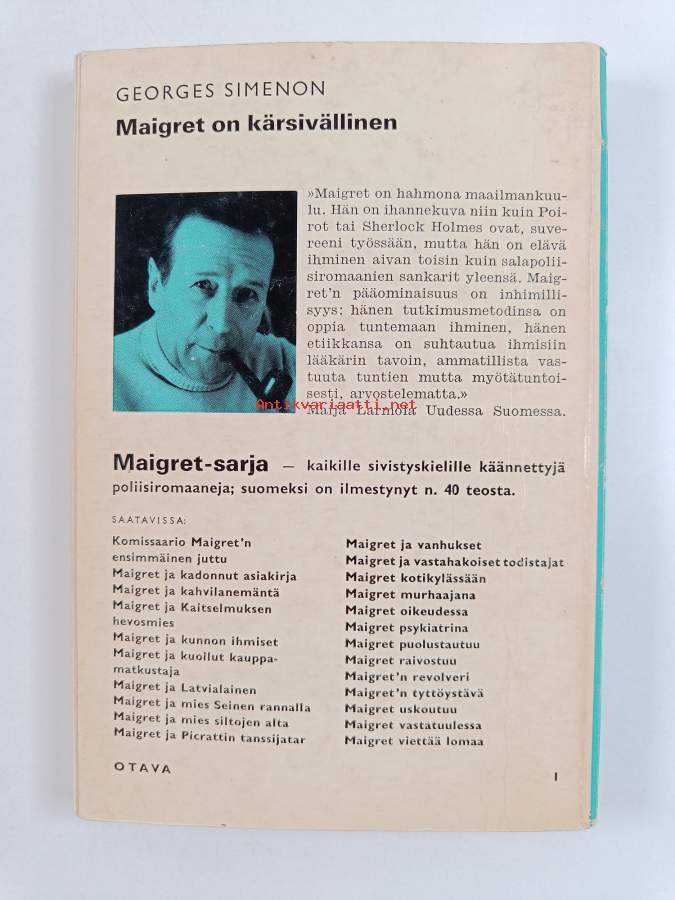 GEORGES SIMENON
Maigret on kärsivällinen
»Maigret on hahmona maailmankuu-
lu. Hän on ihannekuva niin kuin Poi-
rot tai Sherlock Holmes ovat, suve-
reeni työssään, mutta hän on elävä
ihminen aivan toisin kuin salapolii-
siromaanien sankarit yleensä. Maig-
ret'n pääominaisuus on inhimilli-
syys: hänen tutkimusmetodinsa on
oppia tuntemaan ihminen, hänen
etiikkansa on suhtautua ihmisiin
lääkärin tavoin, ammatillista vas-
tuuta tuntien mutta myötätuntoi-
sesti, arvostelematta.»
Antikvariaatti.net
Maija Larmola Uudessa Suomessa.
Maigret-sarja — kaikille sivistyskielille käännettyjä
poliisiromaaneja; suomeksi on ilmestynyt n. 40 teosta.
SAATAVISSA:
Komissaario Maigret'n
ensimmäinen juttu
Maigret ja kadonnut asiakirja
Maigret ja kahvilanemäntä
Maigret ja Kaitselmuksen
hevosmies
Maigret ja kunnon ihmiset
Maigret ja kuoilut kauppa-
matkustaja
Maigret ja Latvialainen
Maigret ja mies Seinen rannalla
Maigret ja mies siltojen alta
Maigret ja Picrattin tanssijatar
Maigret ja vanhukset
Maigret ja vastahakoiset todistajat
Maigret kotikylässään
Maigret murhaajana
Maigret oikeudessa
Maigret psykiatrina
Maigret puolustautuu
Maigret raivostuu
Maigret'n revolveri
Maigret'n tyttöystävä
Maigret uskoutuu
Maigret vastatuulessa
Maigret viettää lomaa
OTAVA
1